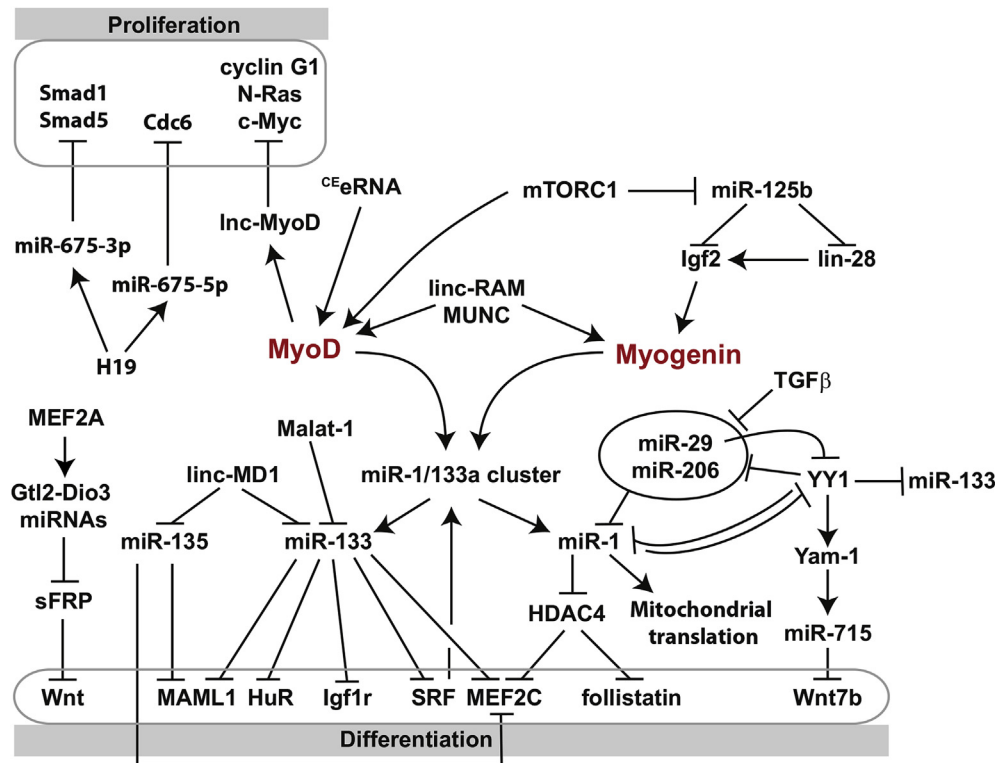 Proliferation
cyclin G1
N-Ras
c-Myc
Smad1
Smad5
Cdc6
CEeRNA
mTORC1
miR-125b
lnc-MyoD
miR-675-3p
Igf2
lin-28
miR-675-5p
linc-RAM
MUNC
MyoD
Myogenin
H19
TGFβ
MEF2A
Malat-1
miR-29
miR-206
linc-MD1
miR-1/133a cluster
YY1
miR-133
Gtl2-Dio3
miRNAs
miR-135
miR-133
miR-1
Yam-1
sFRP
HDAC4
Mitochondrial
translation
miR-715
Wnt
MAML1
HuR
Igf1r
SRF
MEF2C
follistatin
Wnt7b
Differentiation